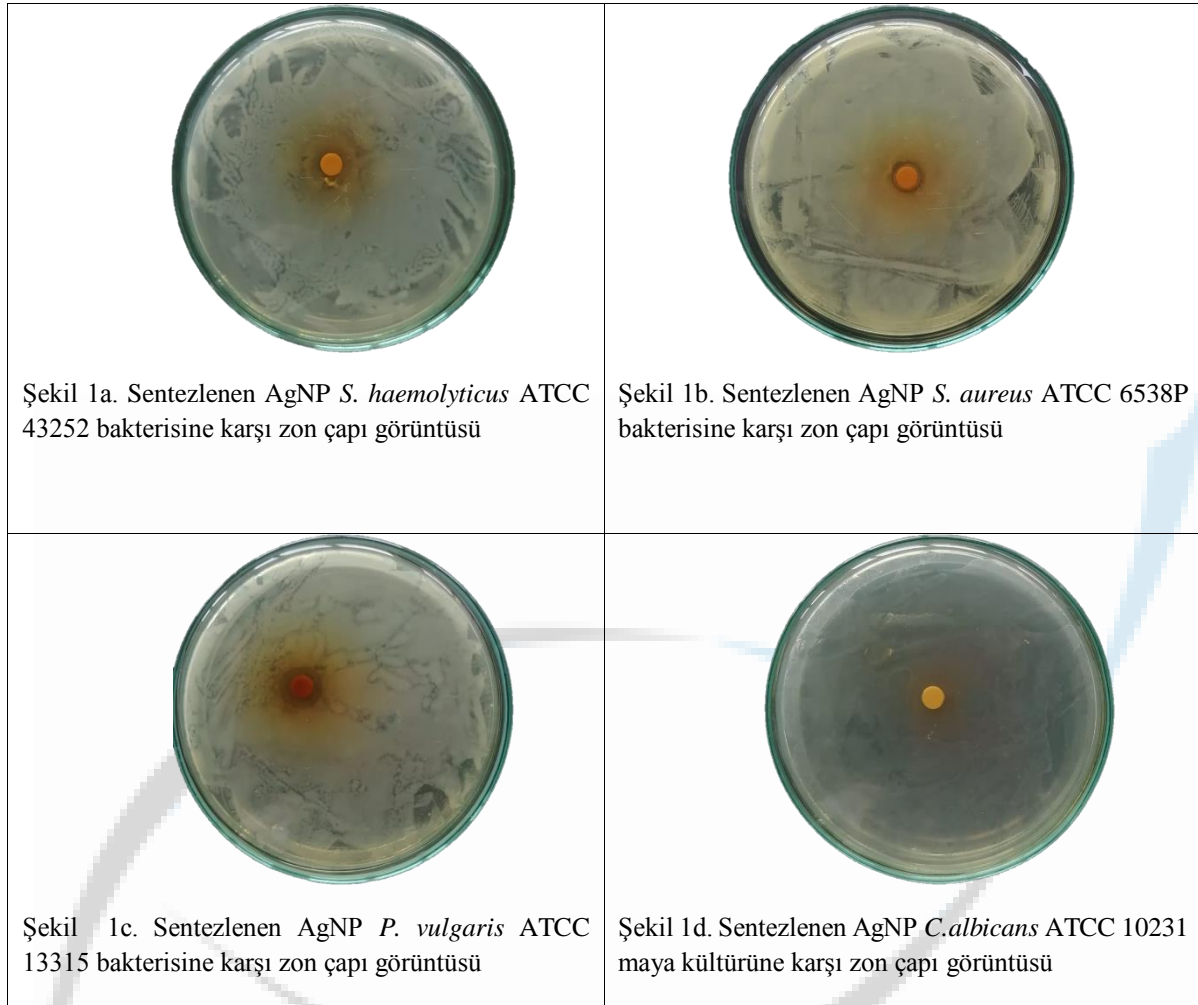 Şekil 1a. Sentezlenen AgNP S. haemolyticus ATCC
43252 bakterisine karşı zon çapı görüntüsü
Şekil 1b. Sentezlenen AgNP S. aureus ATCC 6538P
bakterisine karşı zon çapı görüntüsü
Şekil 1c. Sentezlenen AgNP P. vulgaris ATCC
13315 bakterisine karşı zon çapı görüntüsü
Şekil 1d. Sentezlenen AgNP C.albicans ATCC 10231
maya kültürüne karşı zon çapı görüntüsü